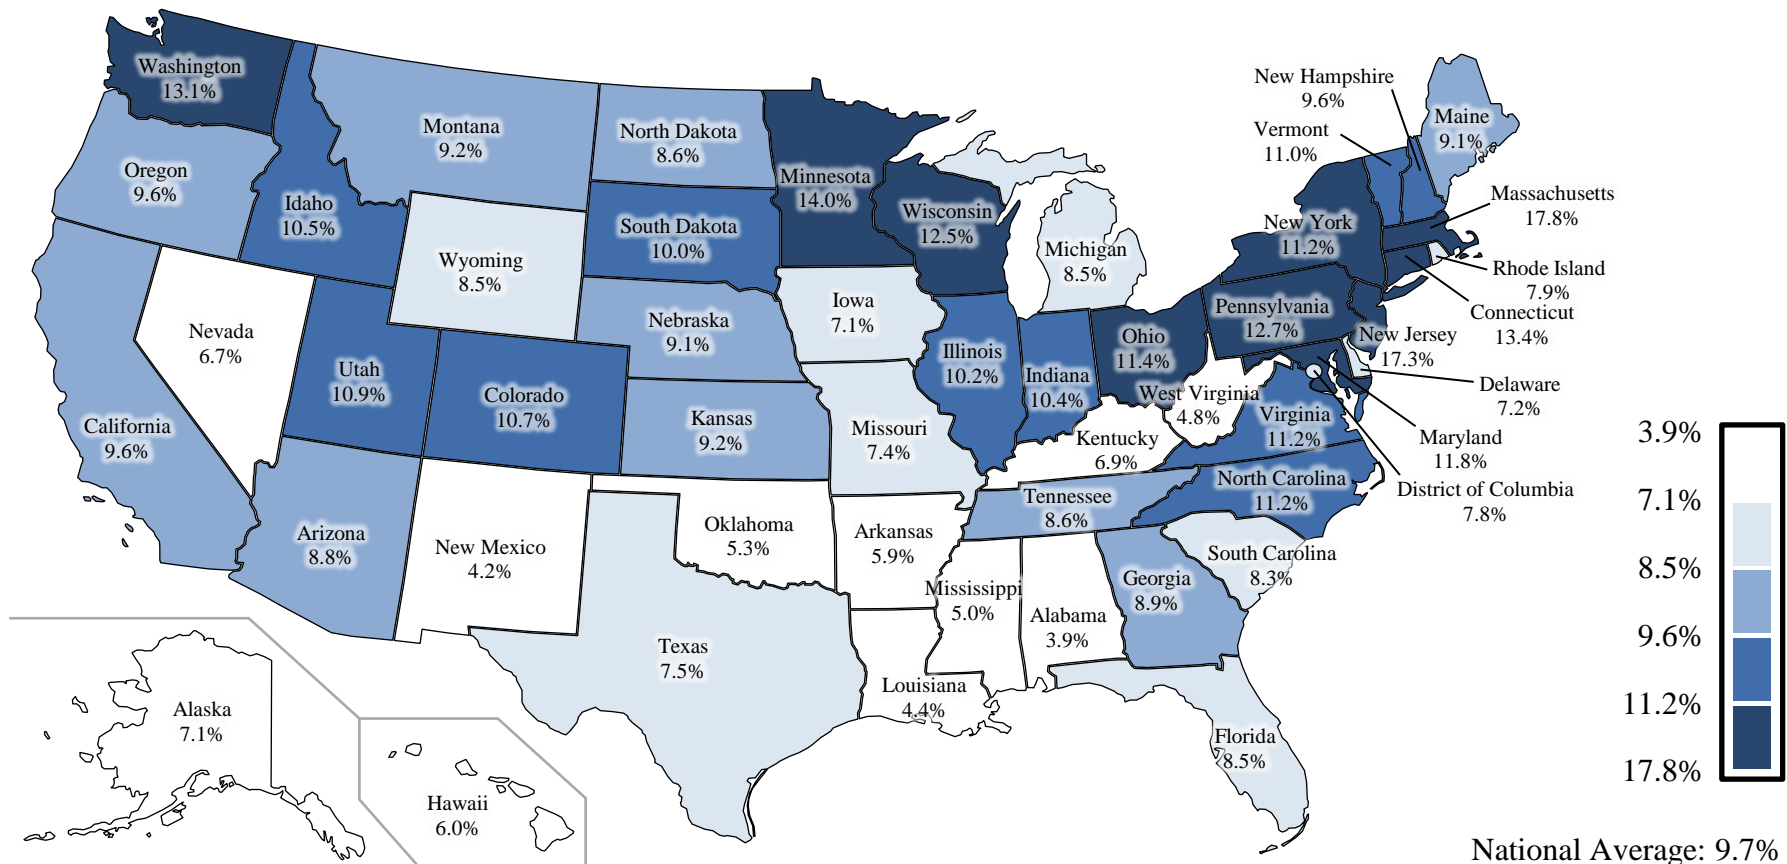 Washington
13.1%
Oregon
9.6%
California
9.6%
Nevada
6.7%
Idaho
10.5%
Montana
9.2%
Wyoming
8.5%
Utah
10.9%
Colorado
10.7%
Arizona
8.8%
New Mexico
4.2%
North Dakota
8.6%
South Dakota
10.0%
Nebraska
9.1%
Kansas
9.2%
Oklahoma
5.3%
Texas
7.5%
Minnesota
14.0%
Iowa
7.1%
Missouri
7.4%
Arkansas
5.9%
Louisiana
4.4%
Wisconsin
12.5%
Illinois
10.2%
Michigan
8.5%
Indiana
10.4%
Ohio
11.4%
Kentucky
6.9%
Tennessee
8.6%
Mississippi
5.0%
Alabama
3.9%
Georgia
8.9%
Florida
8.5%
South Carolina
8.3%
North Carolina
11.2%
Virginia
11.2%
West Virginia
4.8%
Pennsylvania
12.7%
New York
11.2%
New Hampshire
9.6%
Vermont
11.0%
Maine
9.1%
Massachusetts
17.8%
Rhode Island
7.9%
Connecticut
13.4%
New Jersey
17.3%
Delaware
7.2%
Maryland
11.8%
District of Columbia
7.8%
Alaska
7.1%
Hawaii
6.0%
3.9%
7.1%
8.5%
9.6%
11.2%
17.8%
National Average: 9.7%